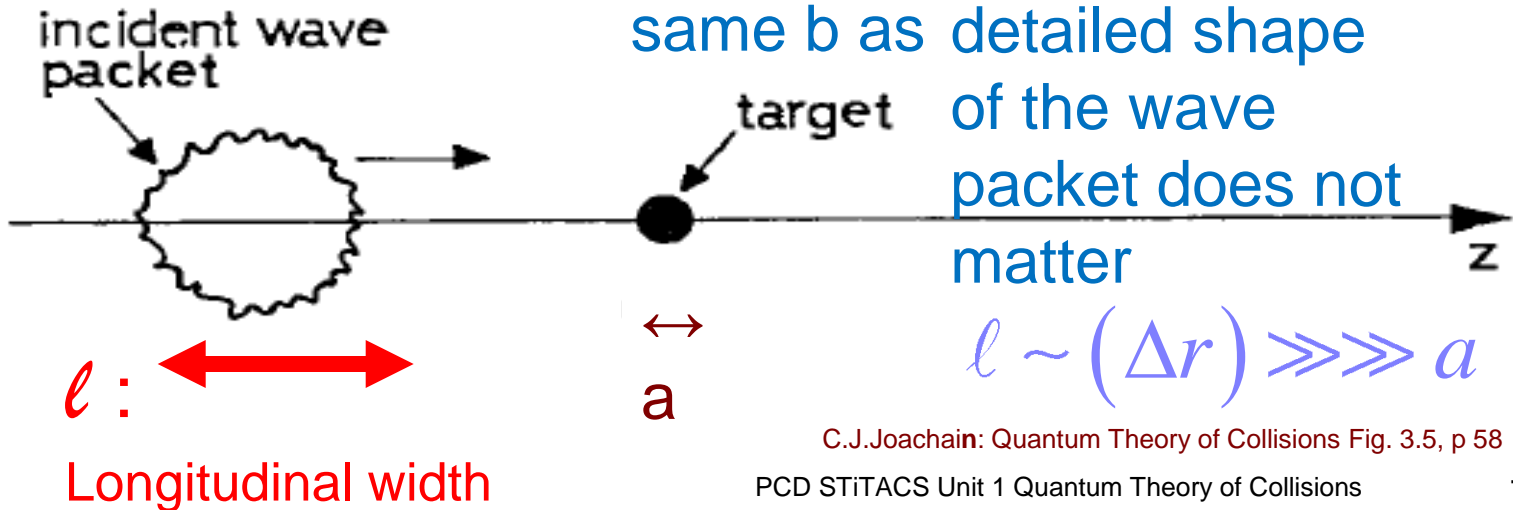 incident wave
packet
same b as detailed shape
of the wave
packet does not
matter
target
z
ℓ :
Longitudinal width
↔
a
ℓ ~ (Δr) >>>>> a
C.J.Joachain: Quantum Theory of Collisions Fig. 3.5, p 58
PCD STiTACS Unit 1 Quantum Theory of Collisions